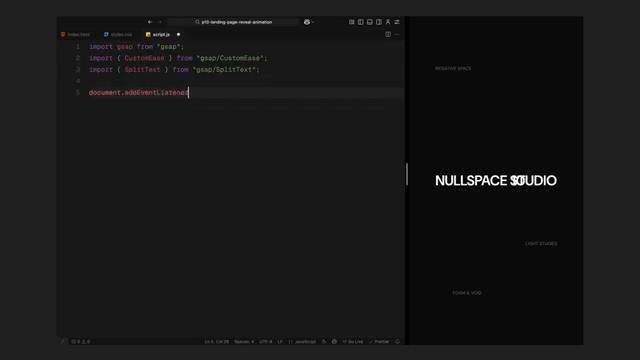 p10-landing-page-reveal-animation
index.html
styles.css
script.js
1 import gsap from "gsap";
2 import { CustomEase } from "gsap/CustomEase";
3 import { SplitText } from "gsap/SplitText";
4
5 document.addEventListener
NEGATIVE SPACE
NULLSPACE STUDIO
LIGHT STUDIES
FORM & VOID
Ln 5, Col 26
Spaces: 4
UTF-8
LF
JavaScript
Go Live
Prettier